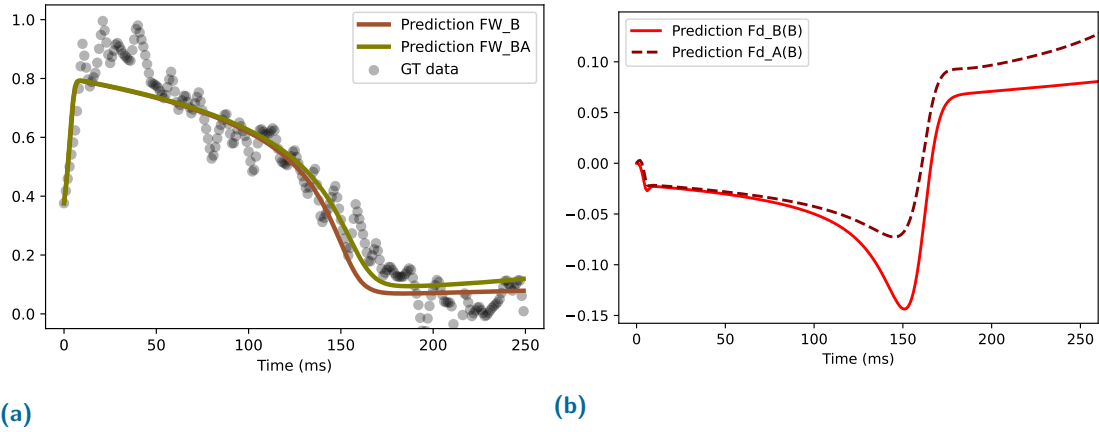 1.0
0.8
0.6
0.4
0.2
0.0
0
50
100
150
200
250
Time (ms)
Prediction FW_B
Prediction FW_BA
GT data
(a)
0.10
0.05
0.00
−0.05
−0.10
−0.15
0
50
100
150
200
250
Time (ms)
Prediction Fd_B(B)
Prediction Fd_A(B)
(b)